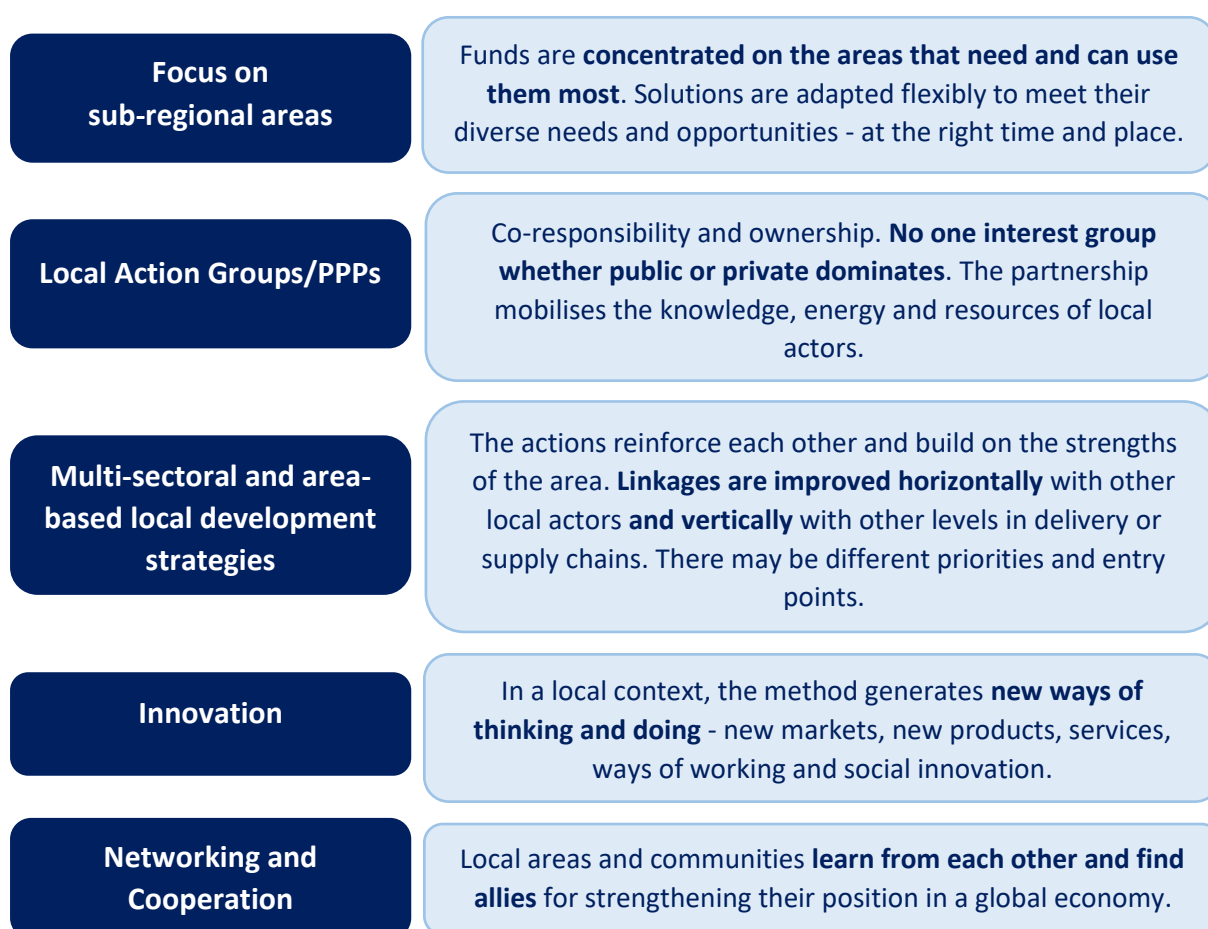 Focus on
sub-regional areas
Funds are concentrated on the areas that need and can use
them most. Solutions are adapted flexibly to meet their
diverse needs and opportunities - at the right time and place.
Local Action Groups/PPPs
Co-responsibility and ownership. No one interest group
whether public or private dominates. The partnership
mobilises the knowledge, energy and resources of local
actors.
Multi-sectoral and area-
based local development
strategies
The actions reinforce each other and build on the strengths
of the area. Linkages are improved horizontally with other
local actors and vertically with other levels in delivery or
supply chains. There may be different priorities and entry
points.
Innovation
In a local context, the method generates new ways of
thinking and doing - new markets, new products, services,
ways of working and social innovation.
Networking and
Cooperation
Local areas and communities learn from each other and find
allies for strengthening their position in a global economy.